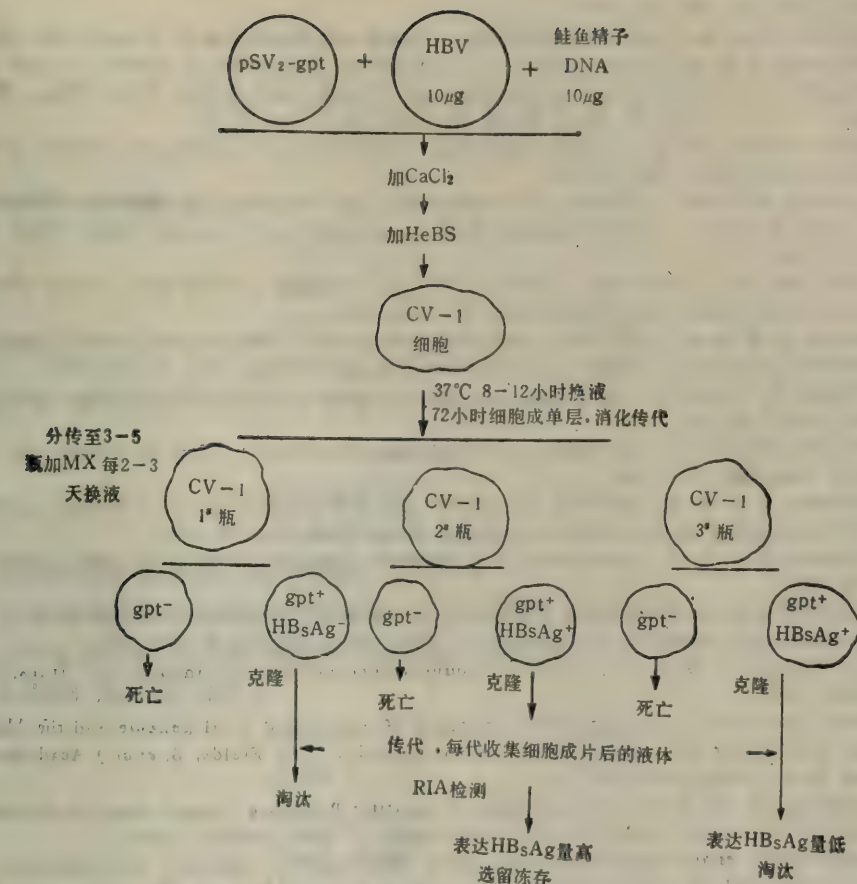 pSV₂-gpt
+
HBV
10μg
+
鲑鱼精子
DNA
10μg
加CaCl₂
加HeBS
CV-1
细胞
37℃ 8-12小时换液
72小时细胞成单层.消化传代
分传至3-5
瓶加MX 每2-3
天换液
CV-1
1# 瓶
CV-1
2# 瓶
CV-1
3# 瓶
gpt⁻
gpt⁺
HBsAg⁻
gpt⁻
gpt⁺
HBsAg⁺
gpt⁻
gpt⁺
HBsAg⁺
死亡
克隆
死亡
克隆
死亡
克隆
传代,每代收集细胞成片后的液体
淘汰
RIA检测
表达HBsAg量高
选留冻存
表达HBsAg量低
淘汰